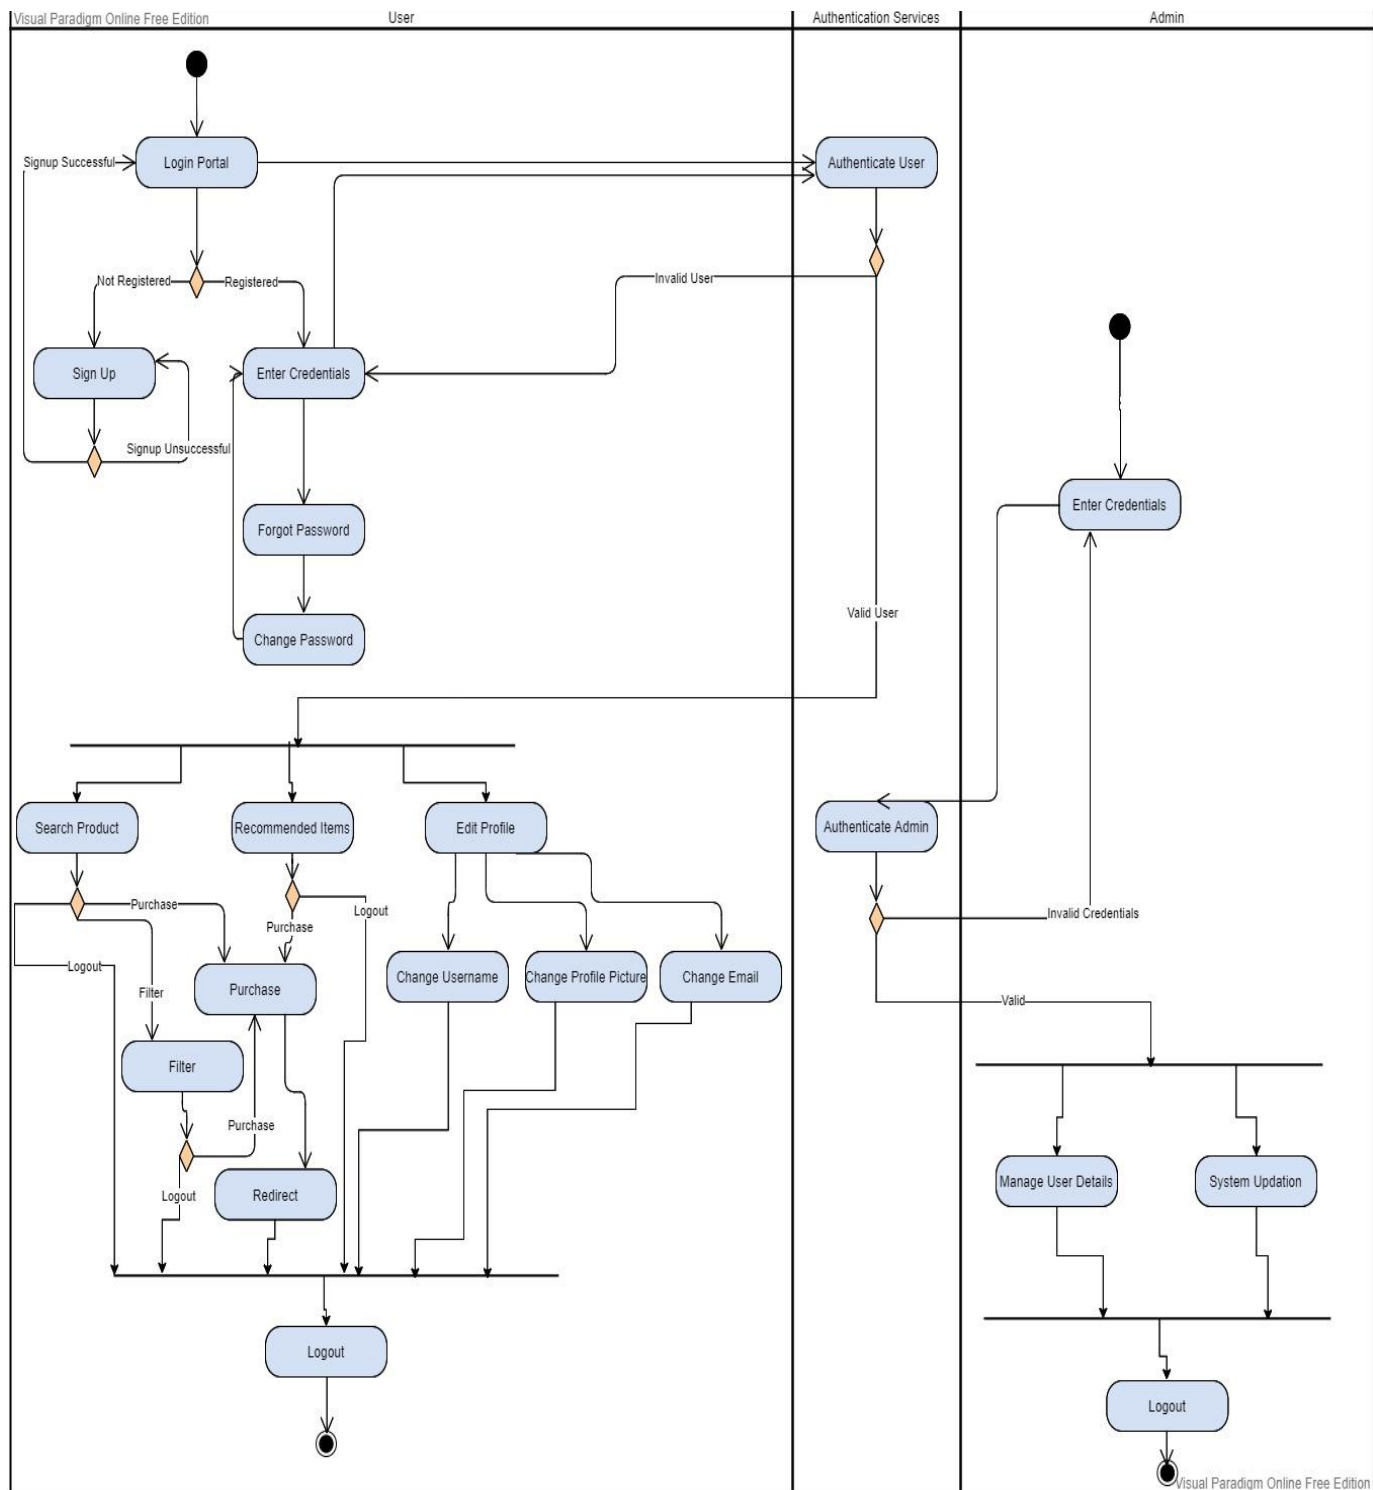 Visual Paradigm Online Free Edition
User
Authentication Services
Admin
Signup Successful
Login Portal
Authenticate User
Not Registered
Registered
Invalid User
Sign Up
Enter Credentials
Signup Unsuccessful
Enter Credentials
Forgot Password
Valid User
Change Password
Search Product
Recommended Items
Edit Profile
Authenticate Admin
Purchase
Logout
Purchase
Invalid Credentials
Logout
Change Username
Change Profile Picture
Change Email
Purchase
Filter
Valid
Filter
Purchase
Logout
Redirect
Manage User Details
System Updation
Logout
Logout
Visual Paradigm Online Free Edition